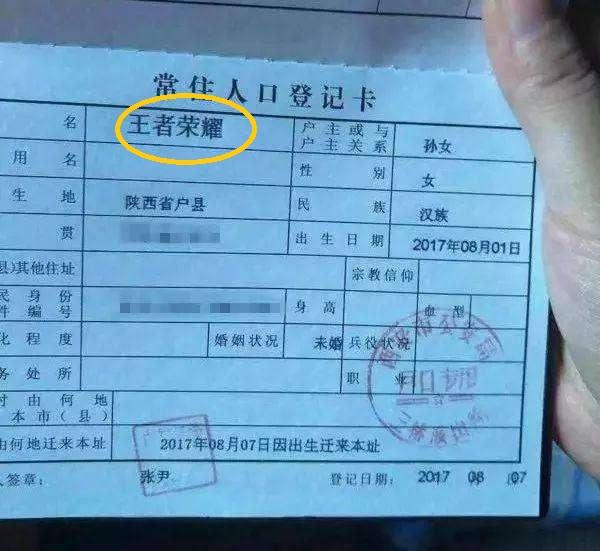 常住人口登记卡
名 王者荣耀 户主或与户主关系 孙女
用名 性别 女
生地 陕西省户县 民族 汉族
贯 出生日期 2017年08月01日
县)其他住址 宗教信仰
民身份件编号 身高 血型
化程度 婚姻状况 未婚 兵役状况
务处所 职业
时由何地本市(县)
由何地迁来本址 2017年08月07日因出生迁来本址
人签章: 张尹 登记日期: 2017 08 07